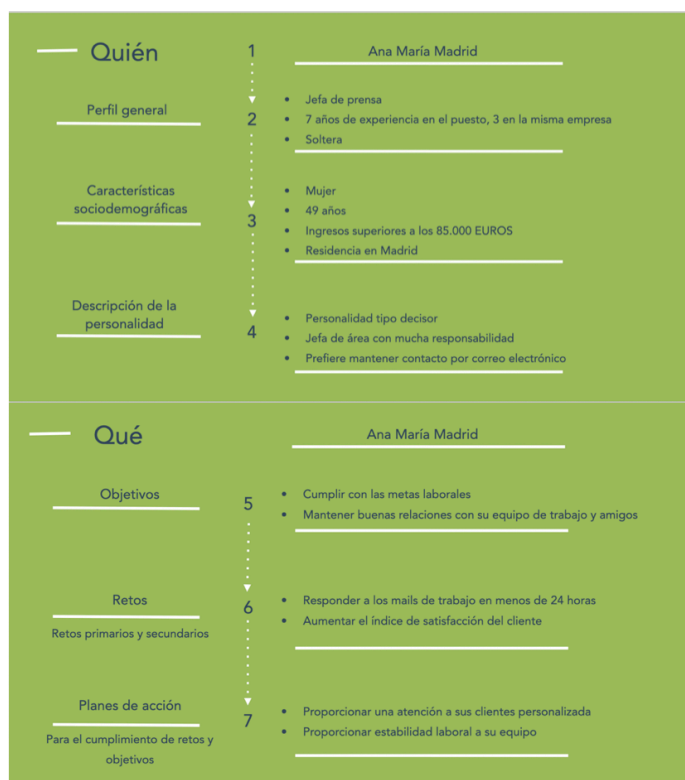 Quién
1
Ana María Madrid
Perfil general
2
• Jefa de prensa
• 7 años de experiencia en el puesto, 3 en la misma empresa
• Soltera
Características
sociodemográficas
3
• Mujer
• 49 años
• Ingresos superiores a los 85.000 EUROS
• Residencia en Madrid
Descripción de la
personalidad
4
• Personalidad tipo decisor
• Jefa de área con mucha responsabilidad
• Prefiere mantener contacto por correo electrónico
Qué
Ana María Madrid
Objetivos
5
• Cumplir con las metas laborales
• Mantener buenas relaciones con su equipo de trabajo y amigos
Retos
Retos primarios y secundarios
6
• Responder a los mails de trabajo en menos de 24 horas
• Aumentar el índice de satisfacción del cliente
Planes de acción
Para el cumplimiento de retos y
objetivos
7
• Proporcionar una atención a sus clientes personalizada
• Proporcionar estabilidad laboral a su equipo